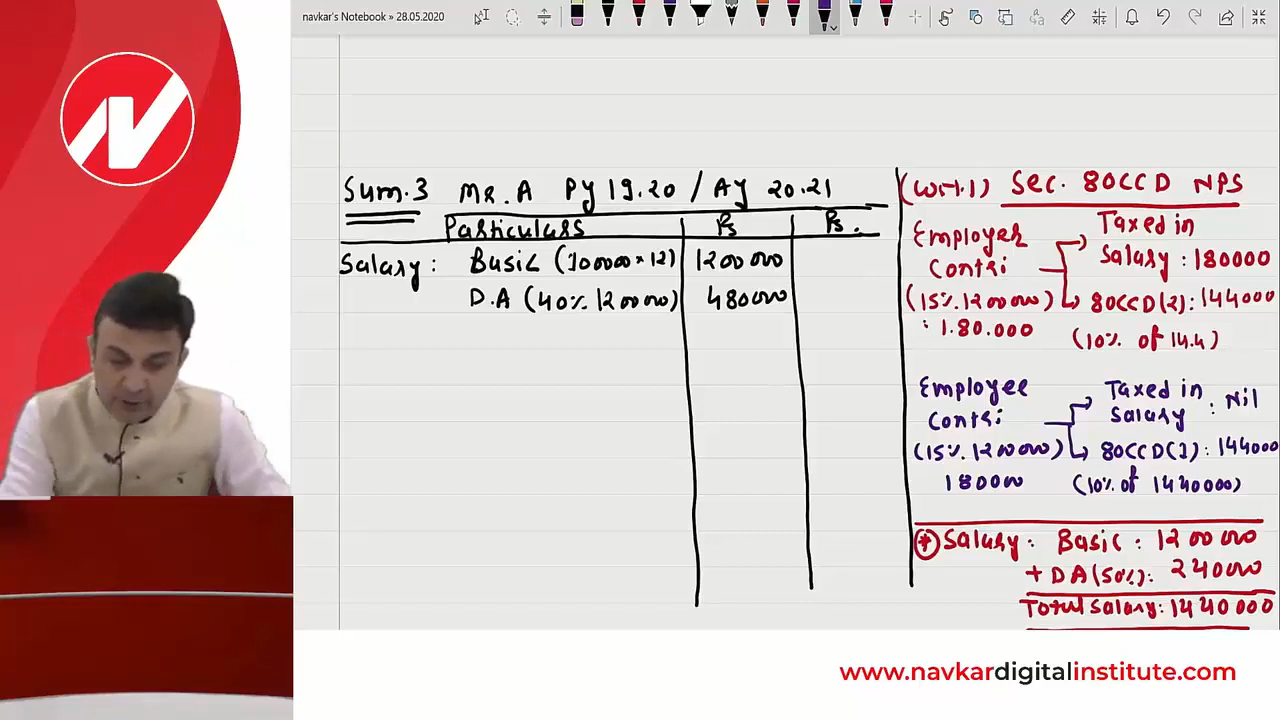 navkar's Notebook » 28.05.2020
Sum.3 Mr. A PY 19.20 / AY 20.21
Particulars Rs Rs.
Salary : Basic (100000 × 12) 1200000
D.A (40% 1200000) 480000
(WN.1) Sec. 80CCD NPS
Employer Contri
(15% 1200000)
: 1.80.000
Taxed in
Salary : 180000
80CCD(2) : 144000
(10% of 14.4)
Employee
Contri
(15% 1200000)
180000
Taxed in
Salary : Nil
80CCD(1) : 144000
(10% of 1440000)
* Salary : Basic : 1200000
+ DA (50%) : 240000
Total Salary : 1440000
www.navkardigitalinstitute.com